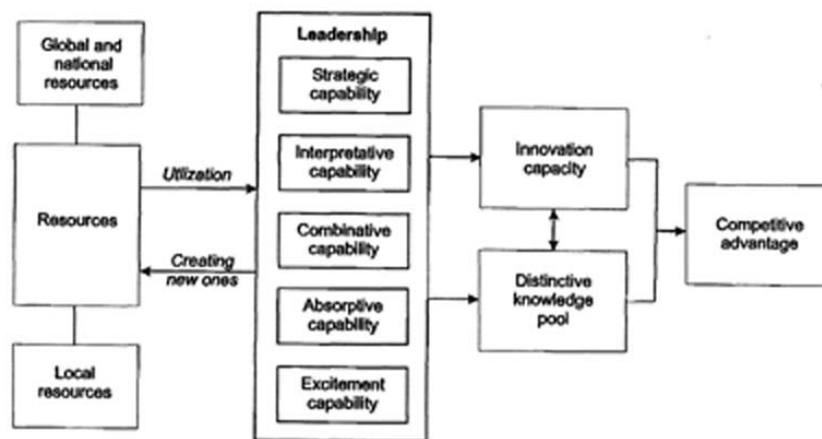 Global and
national
resources
Resources
Local
resources
Utilization
Creating
new ones
Leadership
Strategic
capability
Interpretative
capability
Combinative
capability
Absorptive
capability
Excitement
capability
Innovation
capacity
Distinctive
knowledge
pool
Competitive
advantage